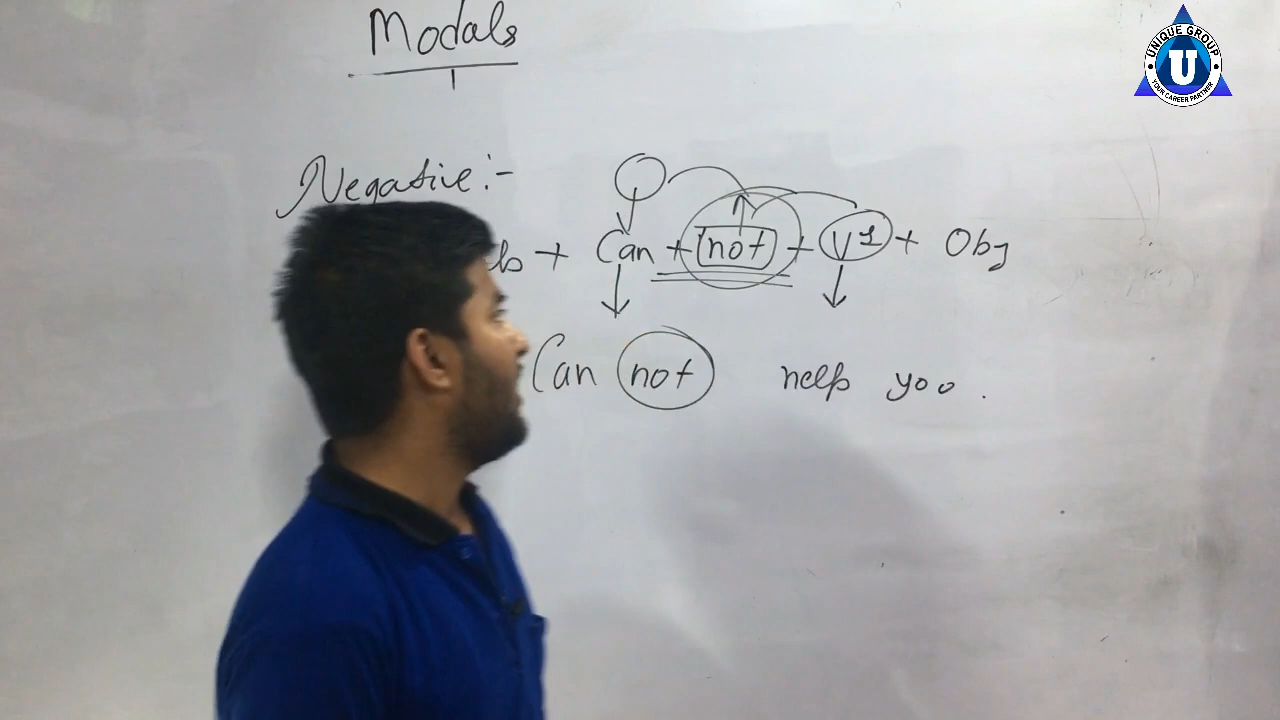 Modals
UNIQUE GROUP
U
YOUR CAREER PARTNER
Negative :-
b + Can + not + V1 + Obj
Can not help you.